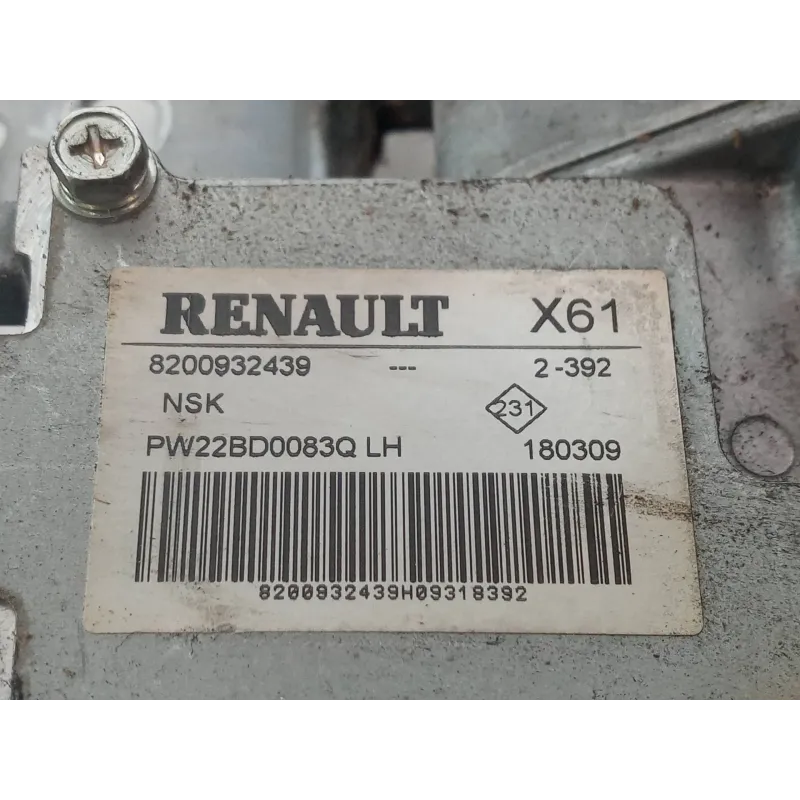 RENAULT X61
8200932439 --- 2-392
NSK 231
PW22BD0083Q LH 180309
8200932439H09318392